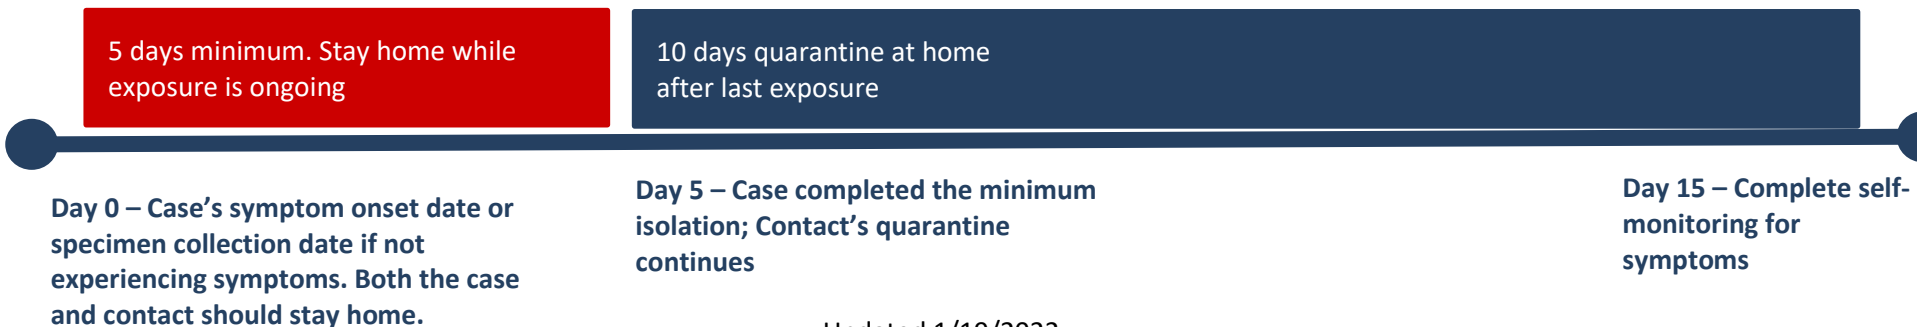 5 days minimum. Stay home while
exposure is ongoing
10 days quarantine at home
after last exposure
Day 0 – Case’s symptom onset date or
specimen collection date if not
experiencing symptoms. Both the case
and contact should stay home.
Day 5 – Case completed the minimum
isolation; Contact’s quarantine
continues
Day 15 – Complete self-
monitoring for
symptoms
Updated